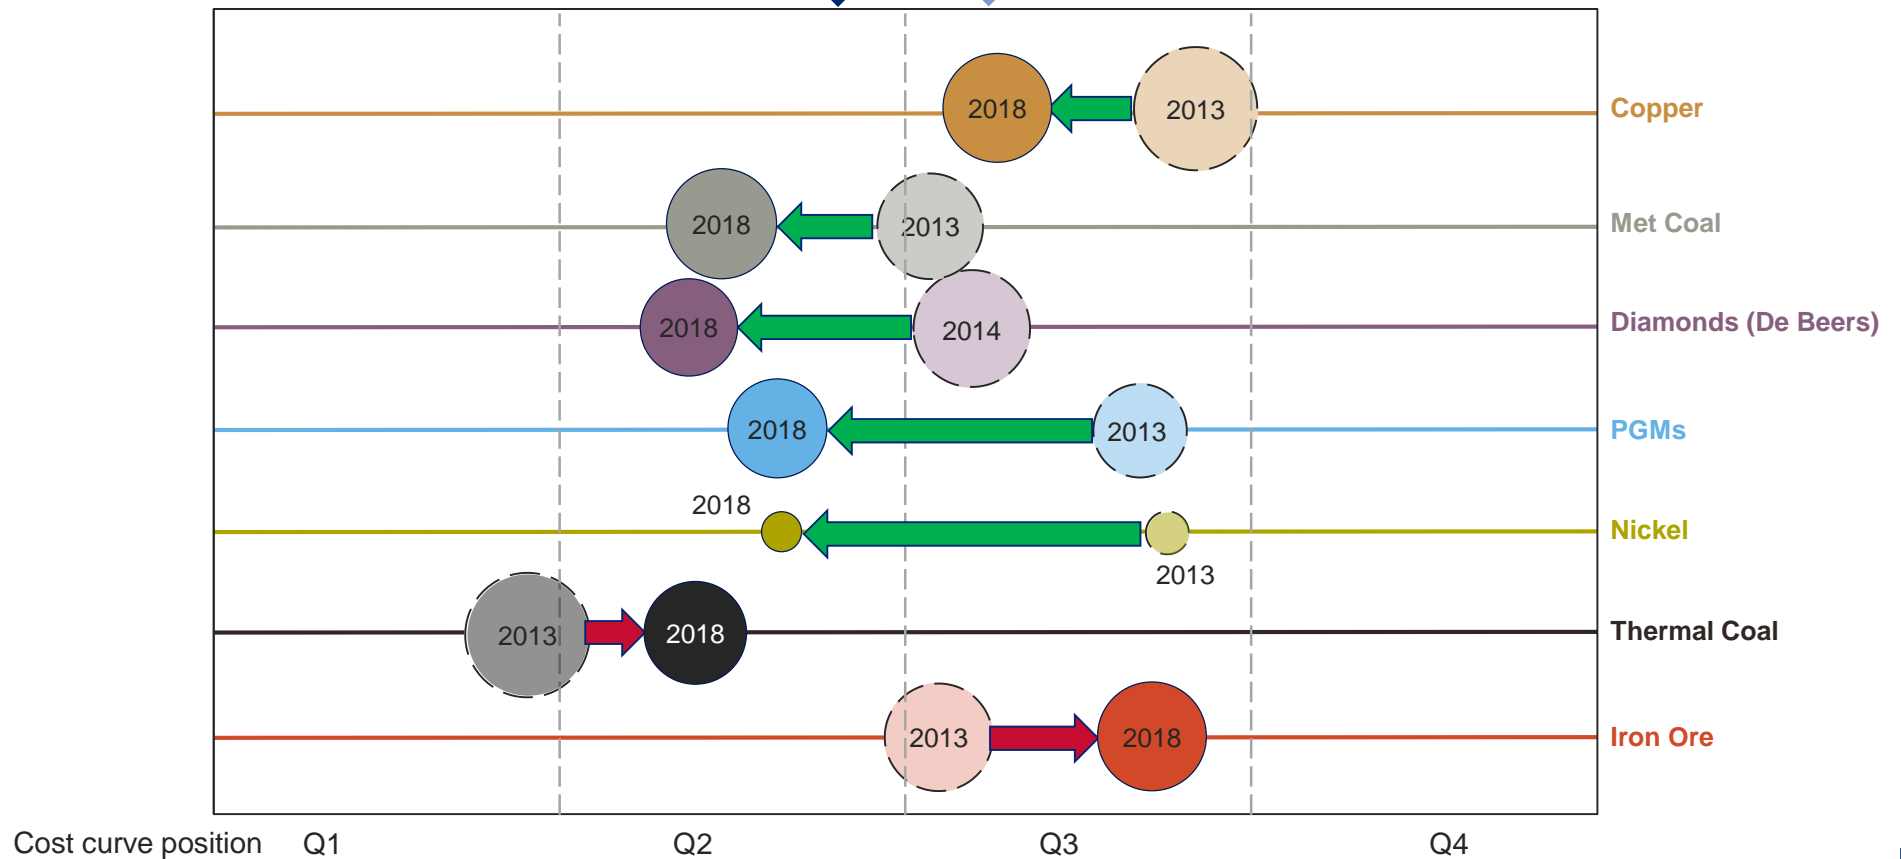 2018 2013 Copper
2018 2013 Met Coal
2018 2014 Diamonds (De Beers)
2018 2013 PGMs
2018 Nickel
2013
2013 2018 Thermal Coal
2013 2018 Iron Ore
Cost curve position Q1 Q2 Q3 Q4